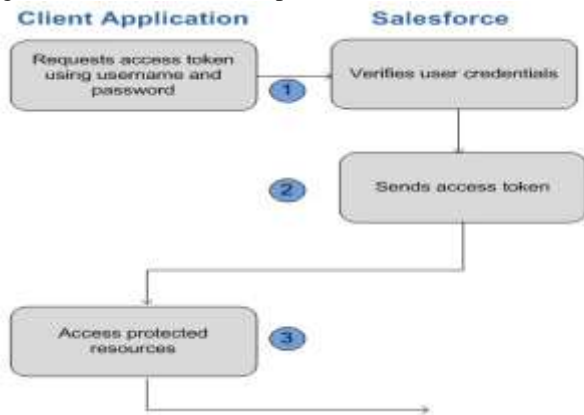 Client Application
Salesforce
Requests access token
using username and
password
1
Verifies user credentials
2
Sends access token
Access protected
resources
3